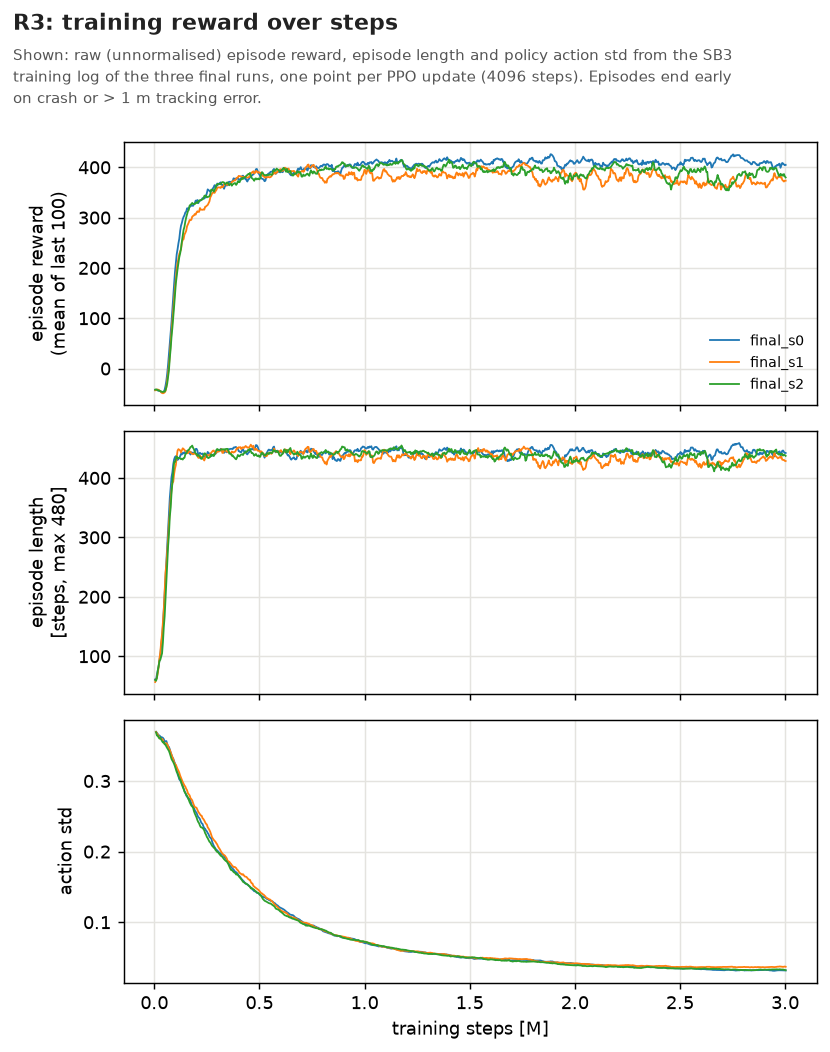 R3: training reward over steps
Shown: raw (unnormalised) episode reward, episode length and policy action std from the SB3
training log of the three final runs, one point per PPO update (4096 steps). Episodes end early
on crash or > 1 m tracking error.
episode reward
(mean of last 100)
400
300
200
100
0
final_s0
final_s1
final_s2
episode length
[steps, max 480]
400
300
200
100
action std
0.3
0.2
0.1
0.0 0.5 1.0 1.5 2.0 2.5 3.0
training steps [M]